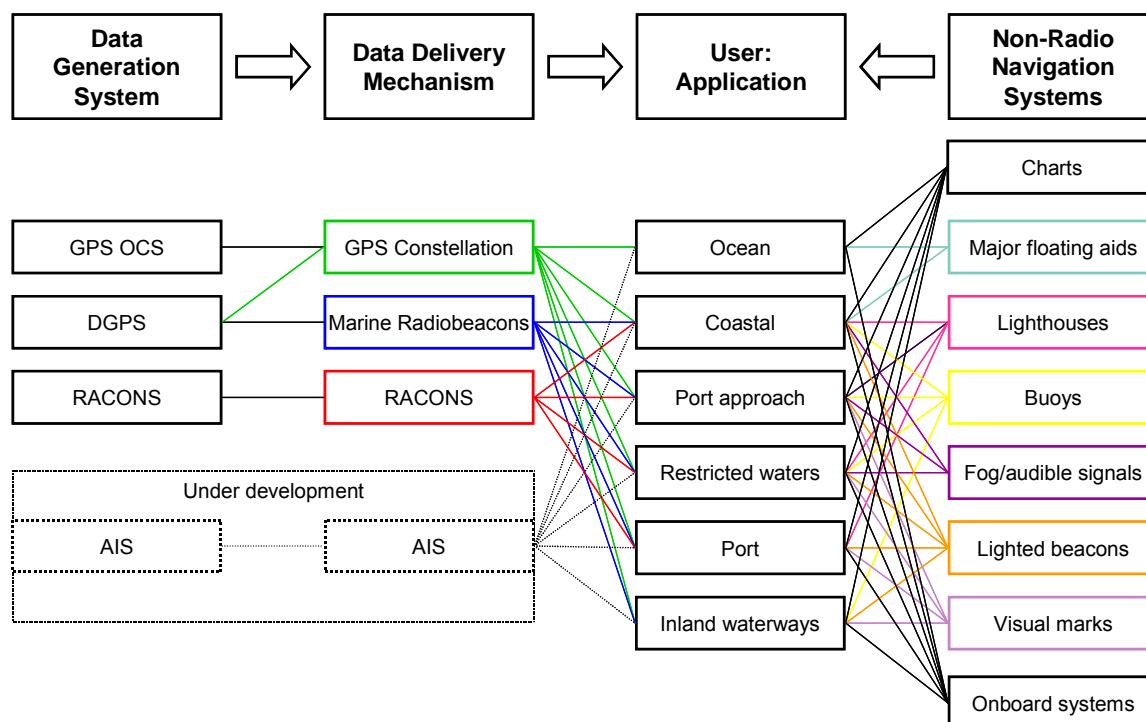 Data
Generation
System
Data Delivery
Mechanism
User:
Application
Non-Radio
Navigation
Systems
Charts
GPS OCS
GPS Constellation
Ocean
Major floating aids
DGPS
Marine Radiobeacons
Coastal
Lighthouses
RACONS
RACONS
Port approach
Buoys
Under development
Restricted waters
Fog/audible signals
AIS
AIS
Port
Lighted beacons
Inland waterways
Visual marks
Onboard systems